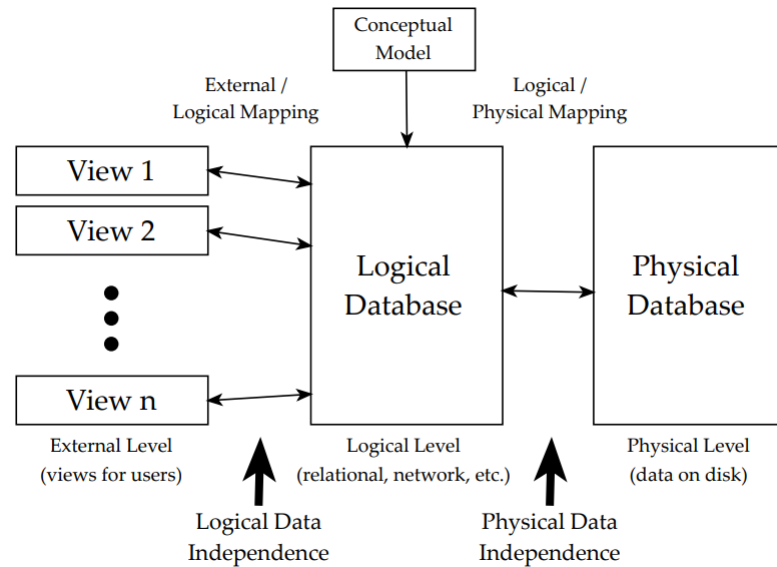 Conceptual
Model
External /
Logical Mapping
Logical /
Physical Mapping
View 1
View 2
View n
Logical
Database
Physical
Database
External Level
(views for users)
Logical Level
(relational, network, etc.)
Physical Level
(data on disk)
Logical Data
Independence
Physical Data
Independence